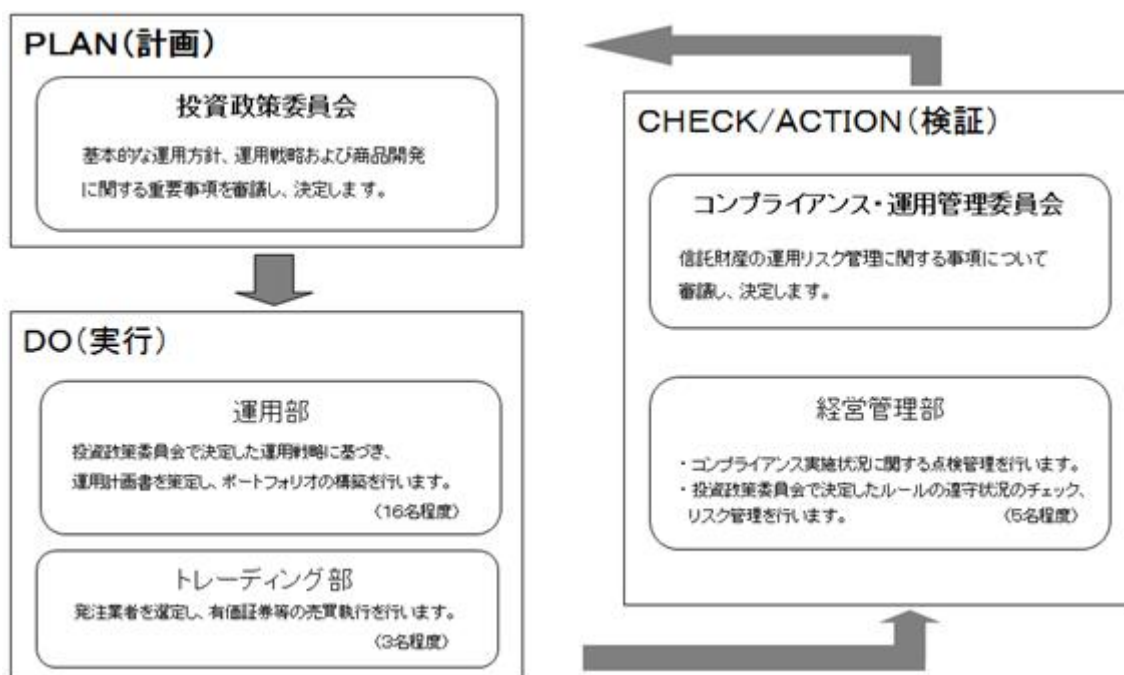 PLAN(計画)
投資政策委員会
基本的な運用方針、運用戦略および商品開発
に関する重要事項を審議し、決定します。
DO(実行)
運用部
投資政策委員会で決定した運用戦略に基づき、
運用計画書を策定し、ポートフォリオの構築を行います。
(16名程度)
トレーディング部
発注業者を選定し、有価証券等の売買執行を行います。
(3名程度)
CHECK/ACTION(検証)
コンプライアンス・運用管理委員会
信託財産の運用リスク管理に関する事項について
審議し、決定します。
経営管理部
・コンプライアンス実施状況に関する点検管理を行います。
・投資政策委員会で決定したルールの遵守状況のチェック、
リスク管理を行います。 (5名程度)